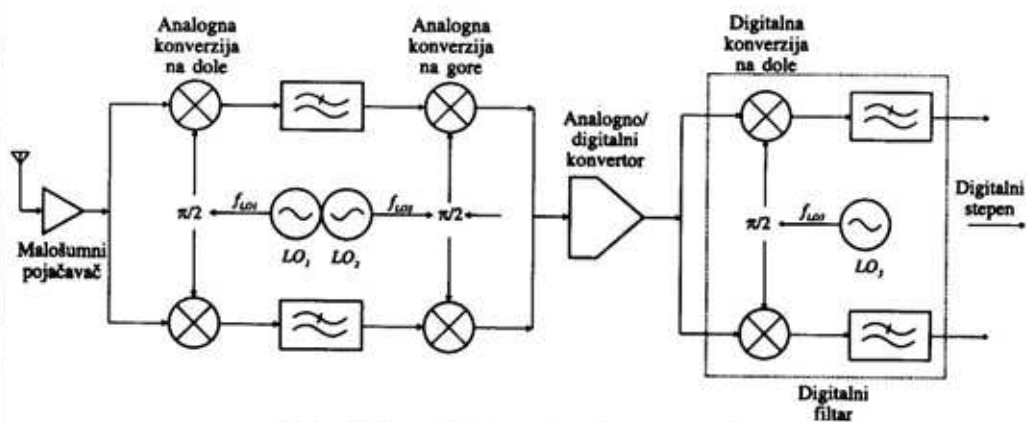 Analogna
konverzija
na dole
Analogna
konverzija
na gore
Digitalna
konverzija
na dole
Analogno/
digitalni
konvertor
Malošumni
pojačavač
π/2
f_LO1
LO₁
LO₂
f_LO2
π/2
π/2
f_LO3
LO₃
Digitalni
stepen
Digitalni
filtar